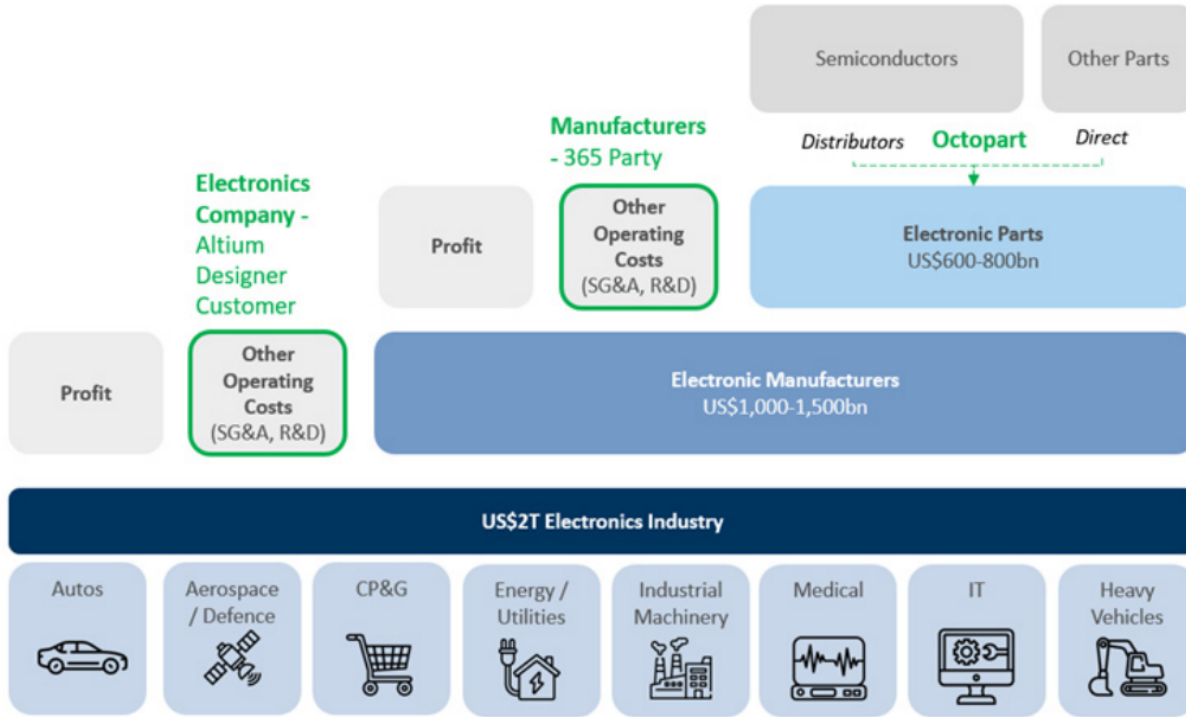 Semiconductors
Other Parts
Manufacturers
- 365 Party
Distributors
Octopart
Direct
Electronics
Company -
Altium
Designer
Customer
Profit
Other
Operating
Costs
(SG&A, R&D)
Electronic Parts
US$600-800bn
Profit
Other
Operating
Costs
(SG&A, R&D)
Electronic Manufacturers
US$1,000-1,500bn
US$2T Electronics Industry
Autos
Aerospace
/ Defence
CP&G
Energy /
Utilities
Industrial
Machinery
Medical
IT
Heavy
Vehicles